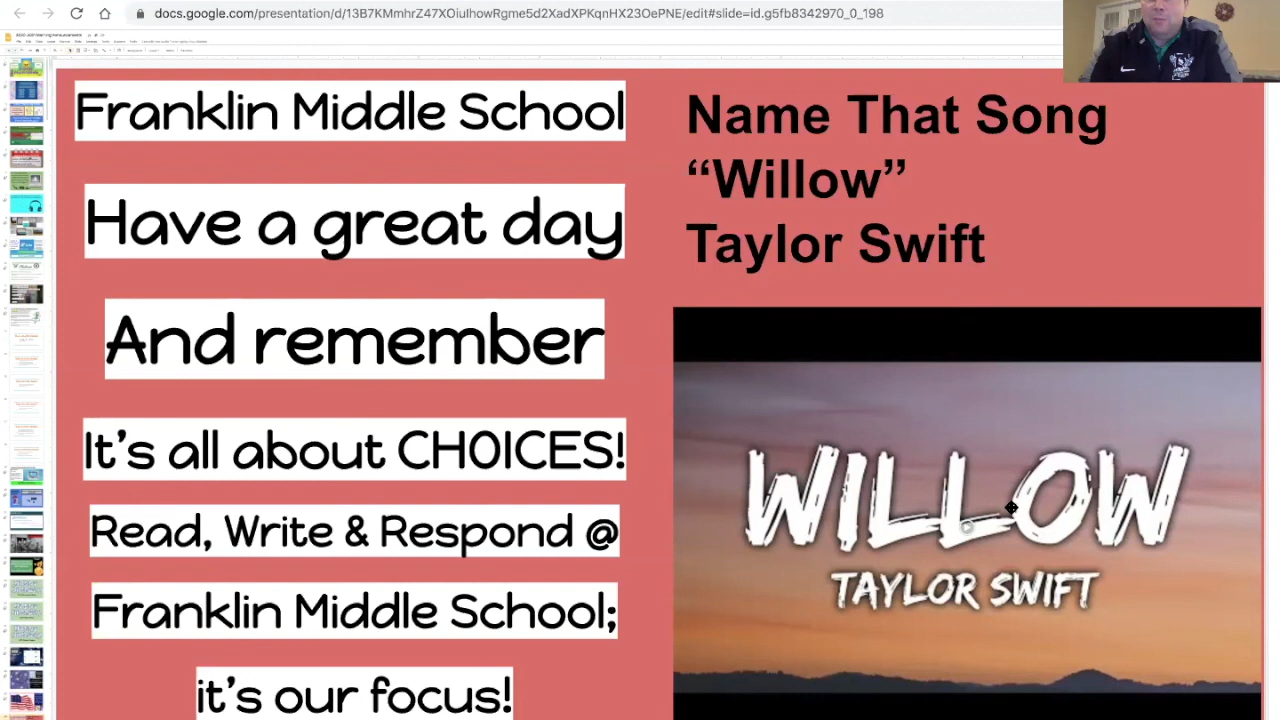 docs.google.com/presentation/d/13B7KMmhrZ47XOiulhowRgme5d2XadXPKqnHX23OePNE/edit#slide=id.g5fb8342970_0_198
Franklin Middle School
Have a great day
And remember
It's all about CHOICES!
Read, Write & Respond @
Franklin Middle School;
it's our focus!
Name That Song
“Willow”
Taylor Swift
WILLOW
TAYLOR SWIFT